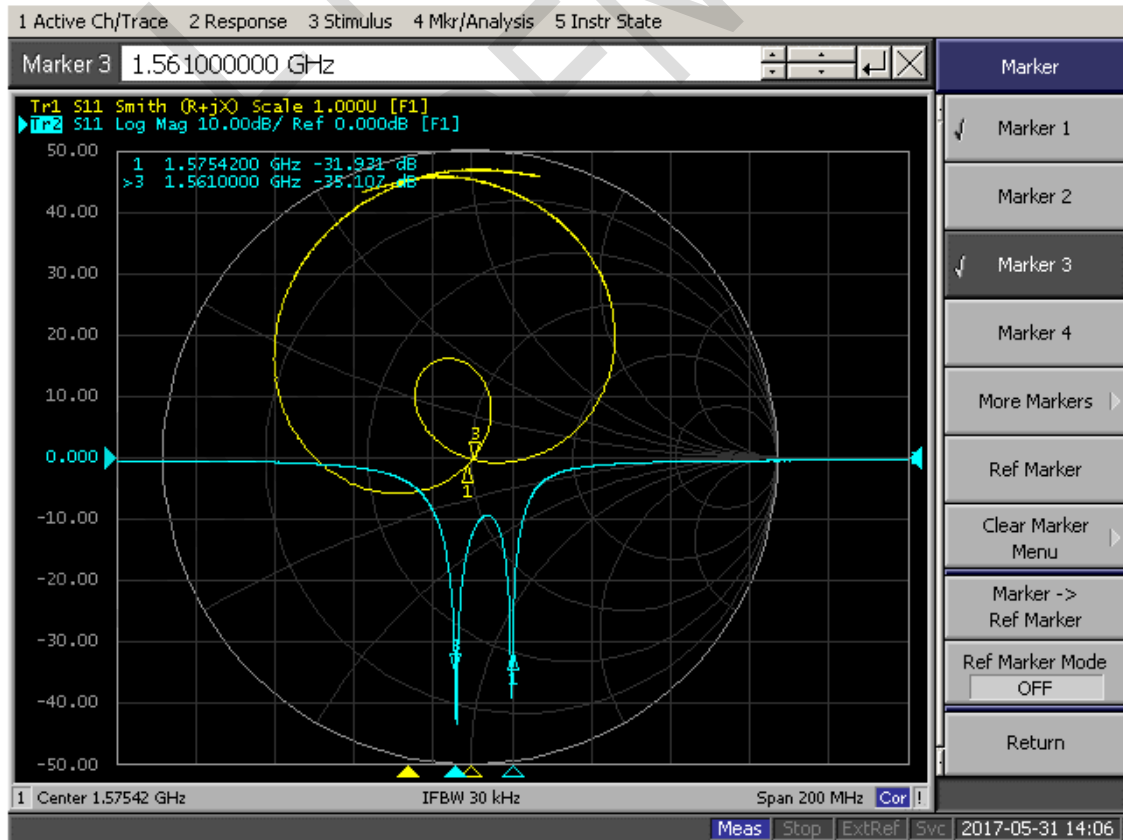 1 Active Ch/Trace 2 Response 3 Stimulus 4 Mkr/Analysis 5 Instr State
Marker 3 1.561000000 GHz
Marker
Tr1 S11 Smith (R+jX) Scale 1.000U [F1]
Tr2 S11 Log Mag 10.00dB/ Ref 0.000dB [F1]
50.00
1 1.5754200 GHz -31.931 dB
>3 1.5610000 GHz -35.107 dB
40.00
30.00
20.00
10.00
0.000
-10.00
-20.00
-30.00
-40.00
-50.00
3
1
3
1
Marker 1
Marker 2
Marker 3
Marker 4
More Markers
Ref Marker
Clear Marker
Menu
Marker ->
Ref Marker
Ref Marker Mode
OFF
Return
1 Center 1.57542 GHz IFBW 30 kHz Span 200 MHz Cor !
Meas Stop ExtRef Svc 2017-05-31 14:06